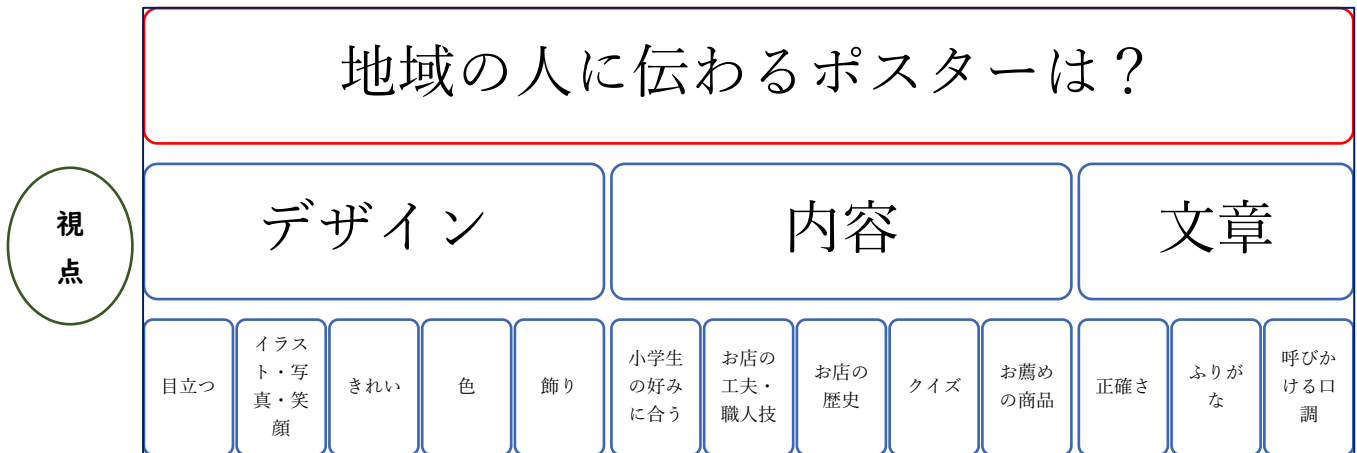 地域の人に伝わるポスターは？
視
点
デザイン
内容
文章
目立つ
イラス
ト・写
真・笑
顔
きれい
色
飾り
小学生
の好み
に合う
お店の
工夫・
職人技
お店の
歴史
クイズ
お薦め
の商品
正確さ
ふりが
な
呼びか
ける口
調